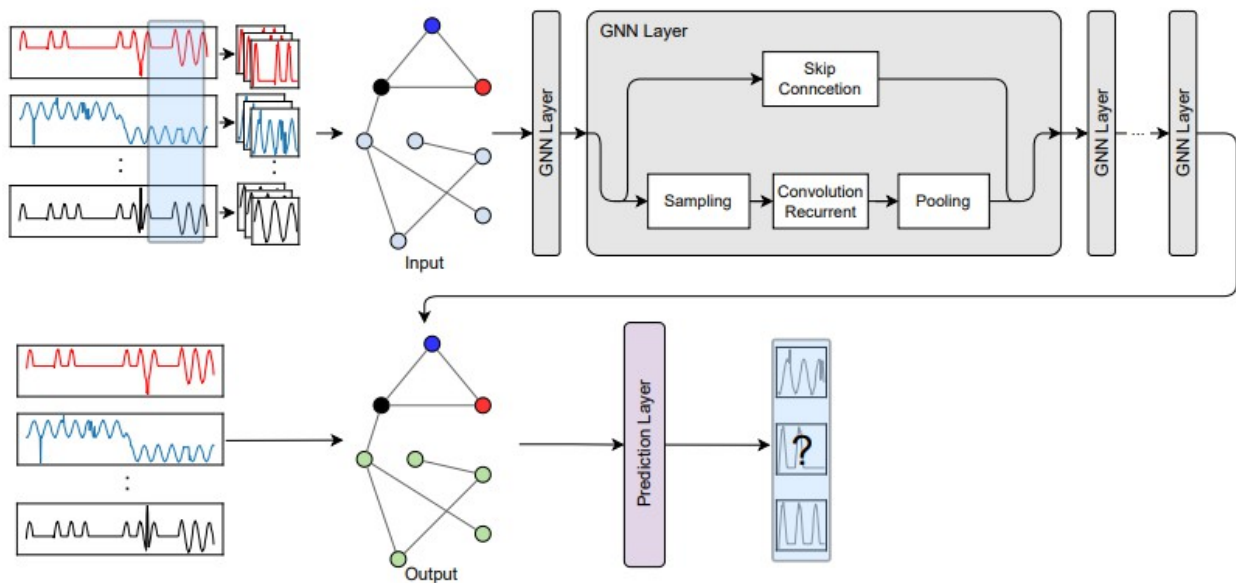 GNN Layer
GNN Layer
Skip
Conncetion
Sampling
Convolution
Recurrent
Pooling
GNN Layer
...
GNN Layer
Input
Prediction Layer
?
Output